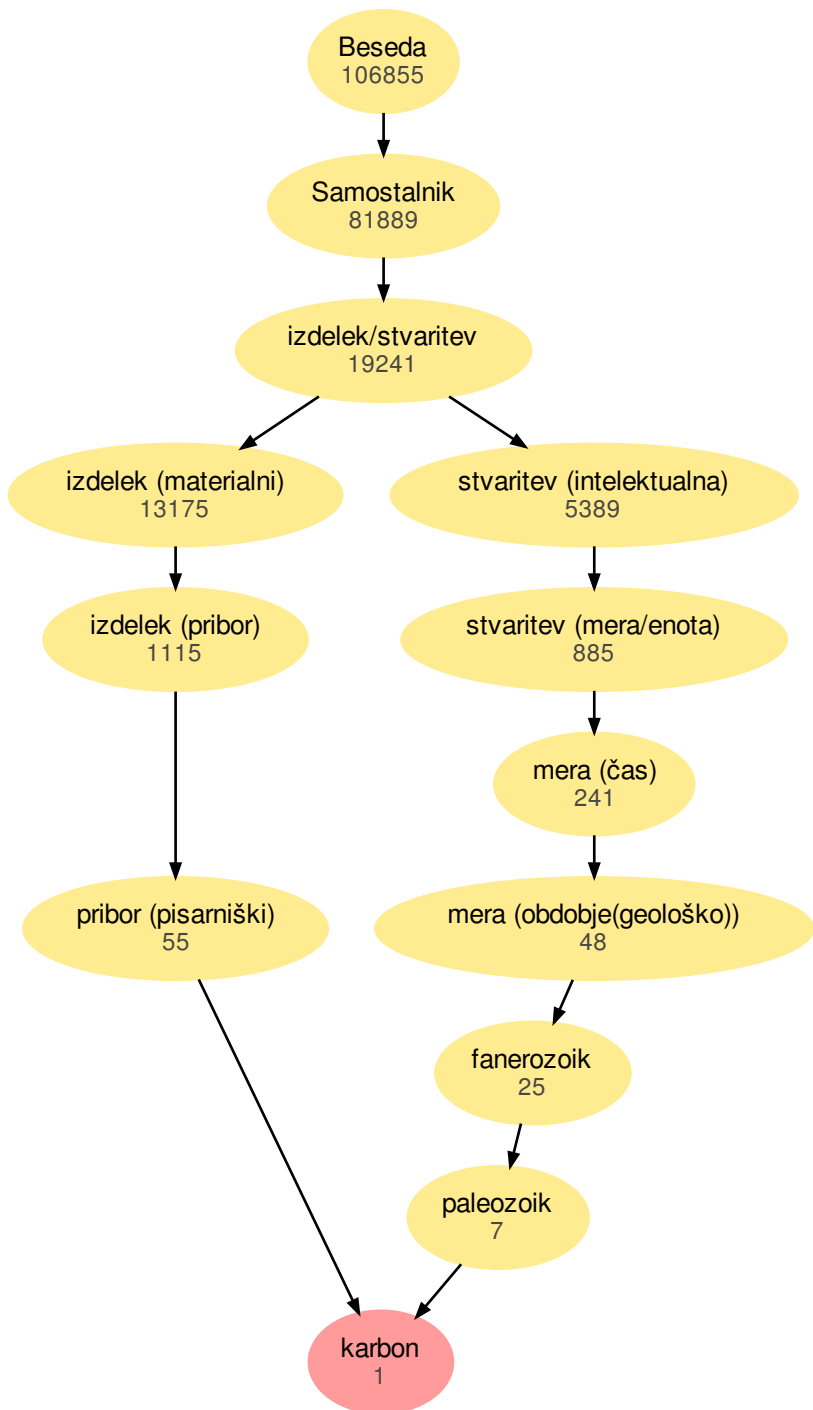 Beseda
106855
Samostalnik
81889
izdelek/stvaritev
19241
izdelek (materialni)
13175
stvaritev (intelektualna)
5389
izdelek (pribor)
1115
stvaritev (mera/enota)
885
mera (čas)
241
pribor (pisarniški)
55
mera (obdobje(geološko))
48
fanerozoik
25
paleozoik
7
karbon
1